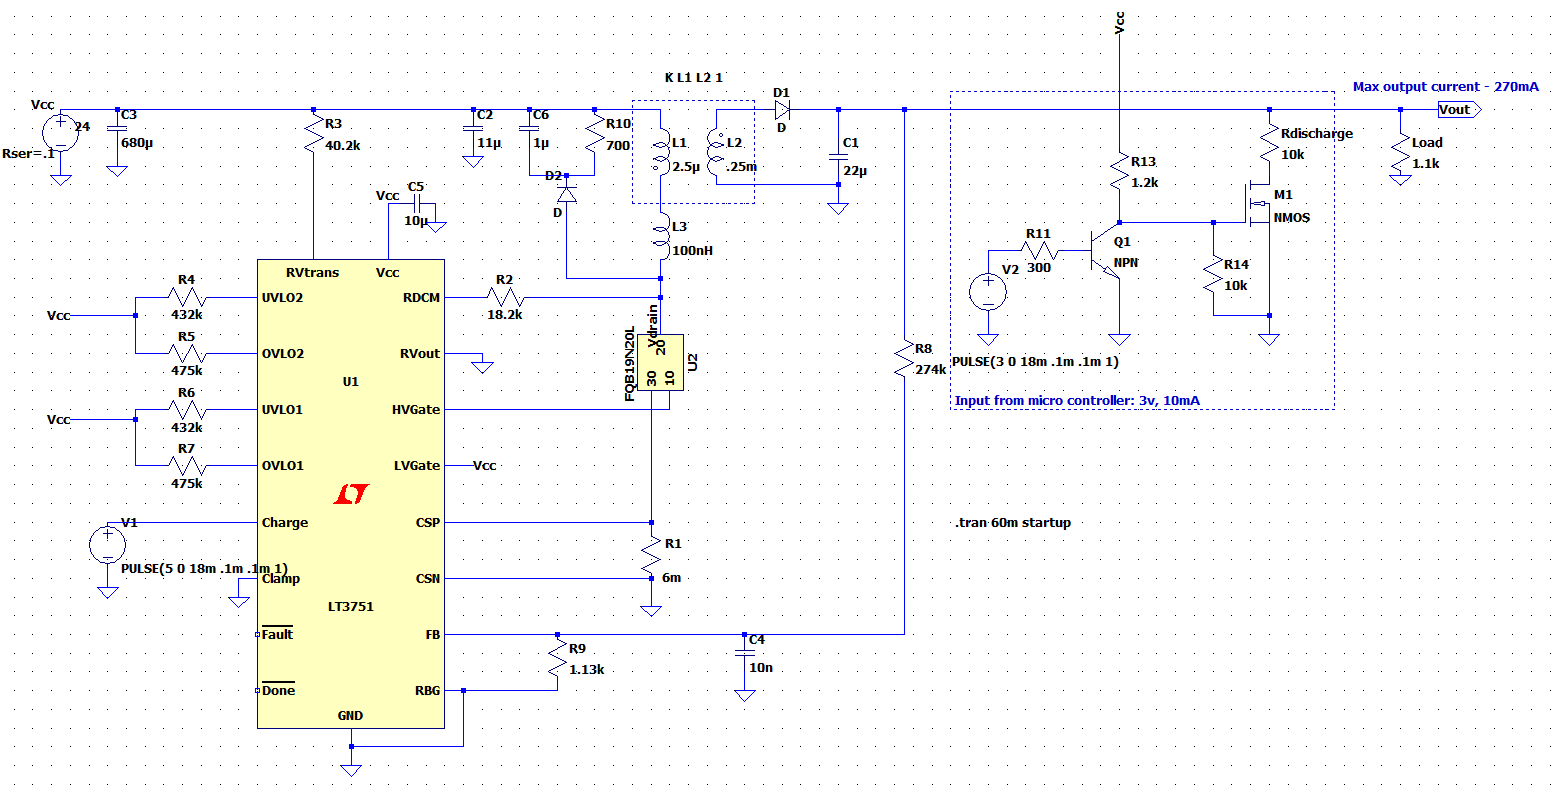 Vcc
K L1 L2 1
Max output current - 270mA
Vcc
24
Rser=.1
C3
680µ
R3
40.2k
C2
11µ
C6
1µ
R10
700
L1
2.5µ
L2
.25m
D1
D
C1
22µ
R13
1.2k
Rdischarge
10k
Load
1.1k
Vout
D2
D
Vcc
C5
10µ
L3
100nH
M1
NMOS
R11
300
Q1
NPN
V2
R14
10k
PULSE(3 0 18m .1m .1m 1)
Input from micro controller: 3v, 10mA
RVtrans
Vcc
R4
432k
UVLO2
RDCM
R2
18.2k
Vcc
R5
475k
OVLO2
RVout
Vdrain
20
30
10
FQB19N20L
U2
R8
274k
U1
R6
432k
UVLO1
HVGate
Vcc
R7
475k
OVLO1
LVGate
Vcc
V1
PULSE(5 0 18m .1m .1m 1)
Charge
CSP
R1
6m
.tran 60m startup
Clamp
CSN
LT3751
Fault
FB
R9
1.13k
C4
10n
Done
RBG
GND